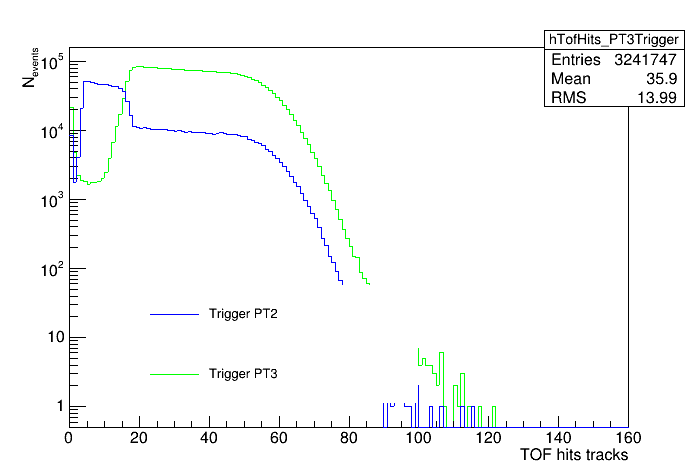 hTofHits_PT3Trigger
Entries 3241747
Mean 35.9
RMS 13.99
N_events
10^5
10^4
10^3
10^2
10
1
Trigger PT2
Trigger PT3
0 20 40 60 80 100 120 140 160
TOF hits tracks